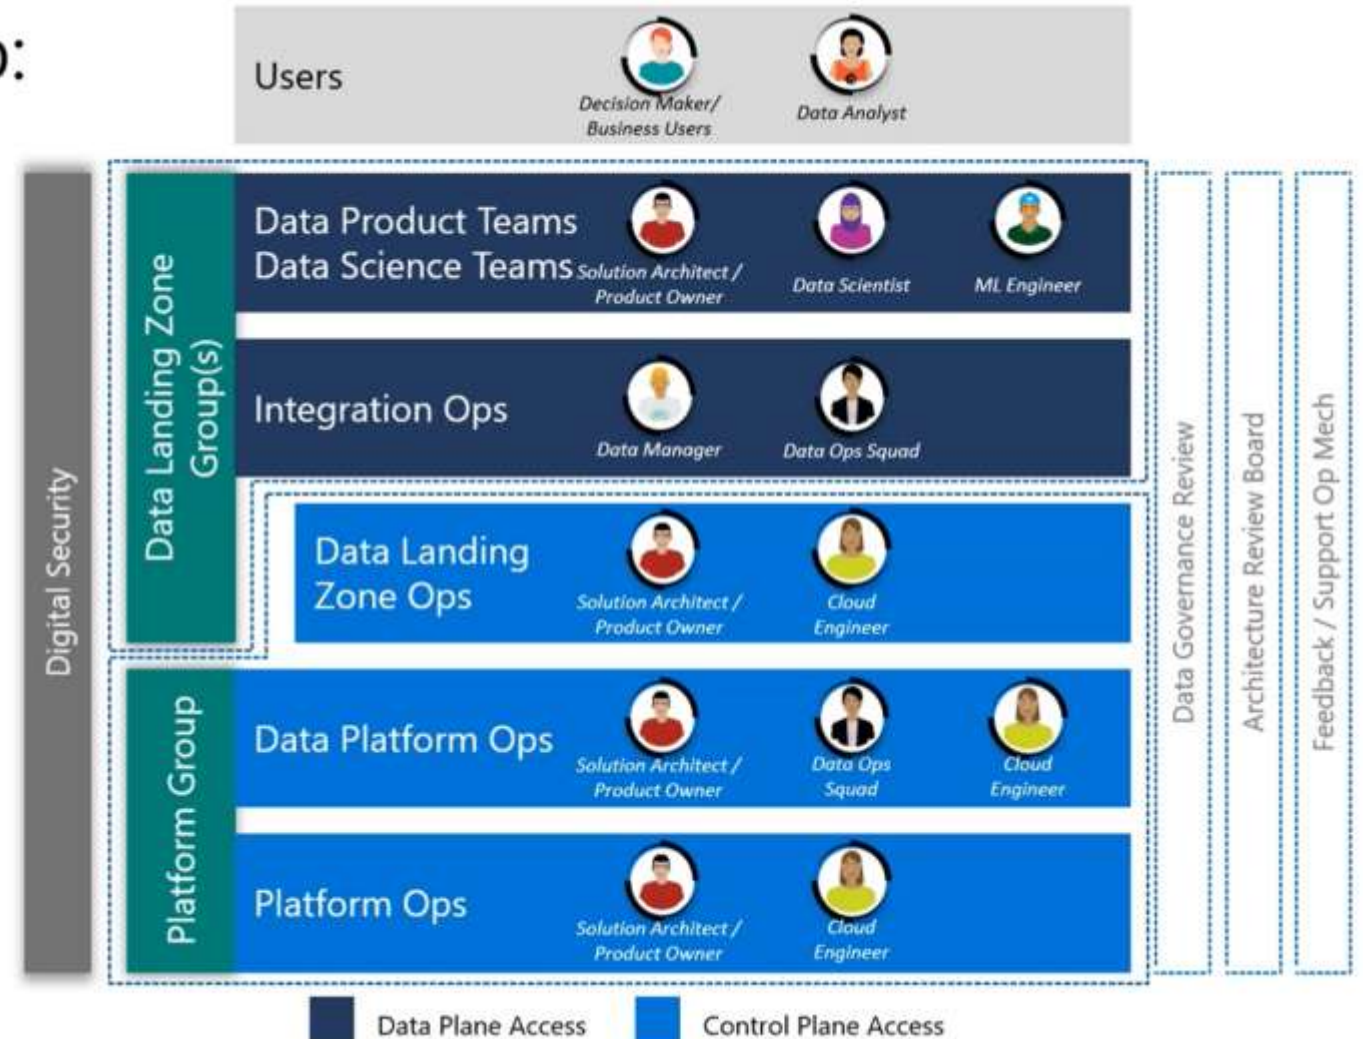 o:
Users
Decision Maker/
Business Users
Data Analyst
Digital Security
Data Landing Zone
Group(s)
Data Product Teams
Data Science Teams
Solution Architect /
Product Owner
Data Scientist
ML Engineer
Integration Ops
Data Manager
Data Ops Squad
Data Landing
Zone Ops
Solution Architect /
Product Owner
Cloud
Engineer
Platform Group
Data Platform Ops
Solution Architect /
Product Owner
Data Ops
Squad
Cloud
Engineer
Platform Ops
Solution Architect /
Product Owner
Cloud
Engineer
Data Governance Review
Architecture Review Board
Feedback / Support Op Mech
Data Plane Access
Control Plane Access